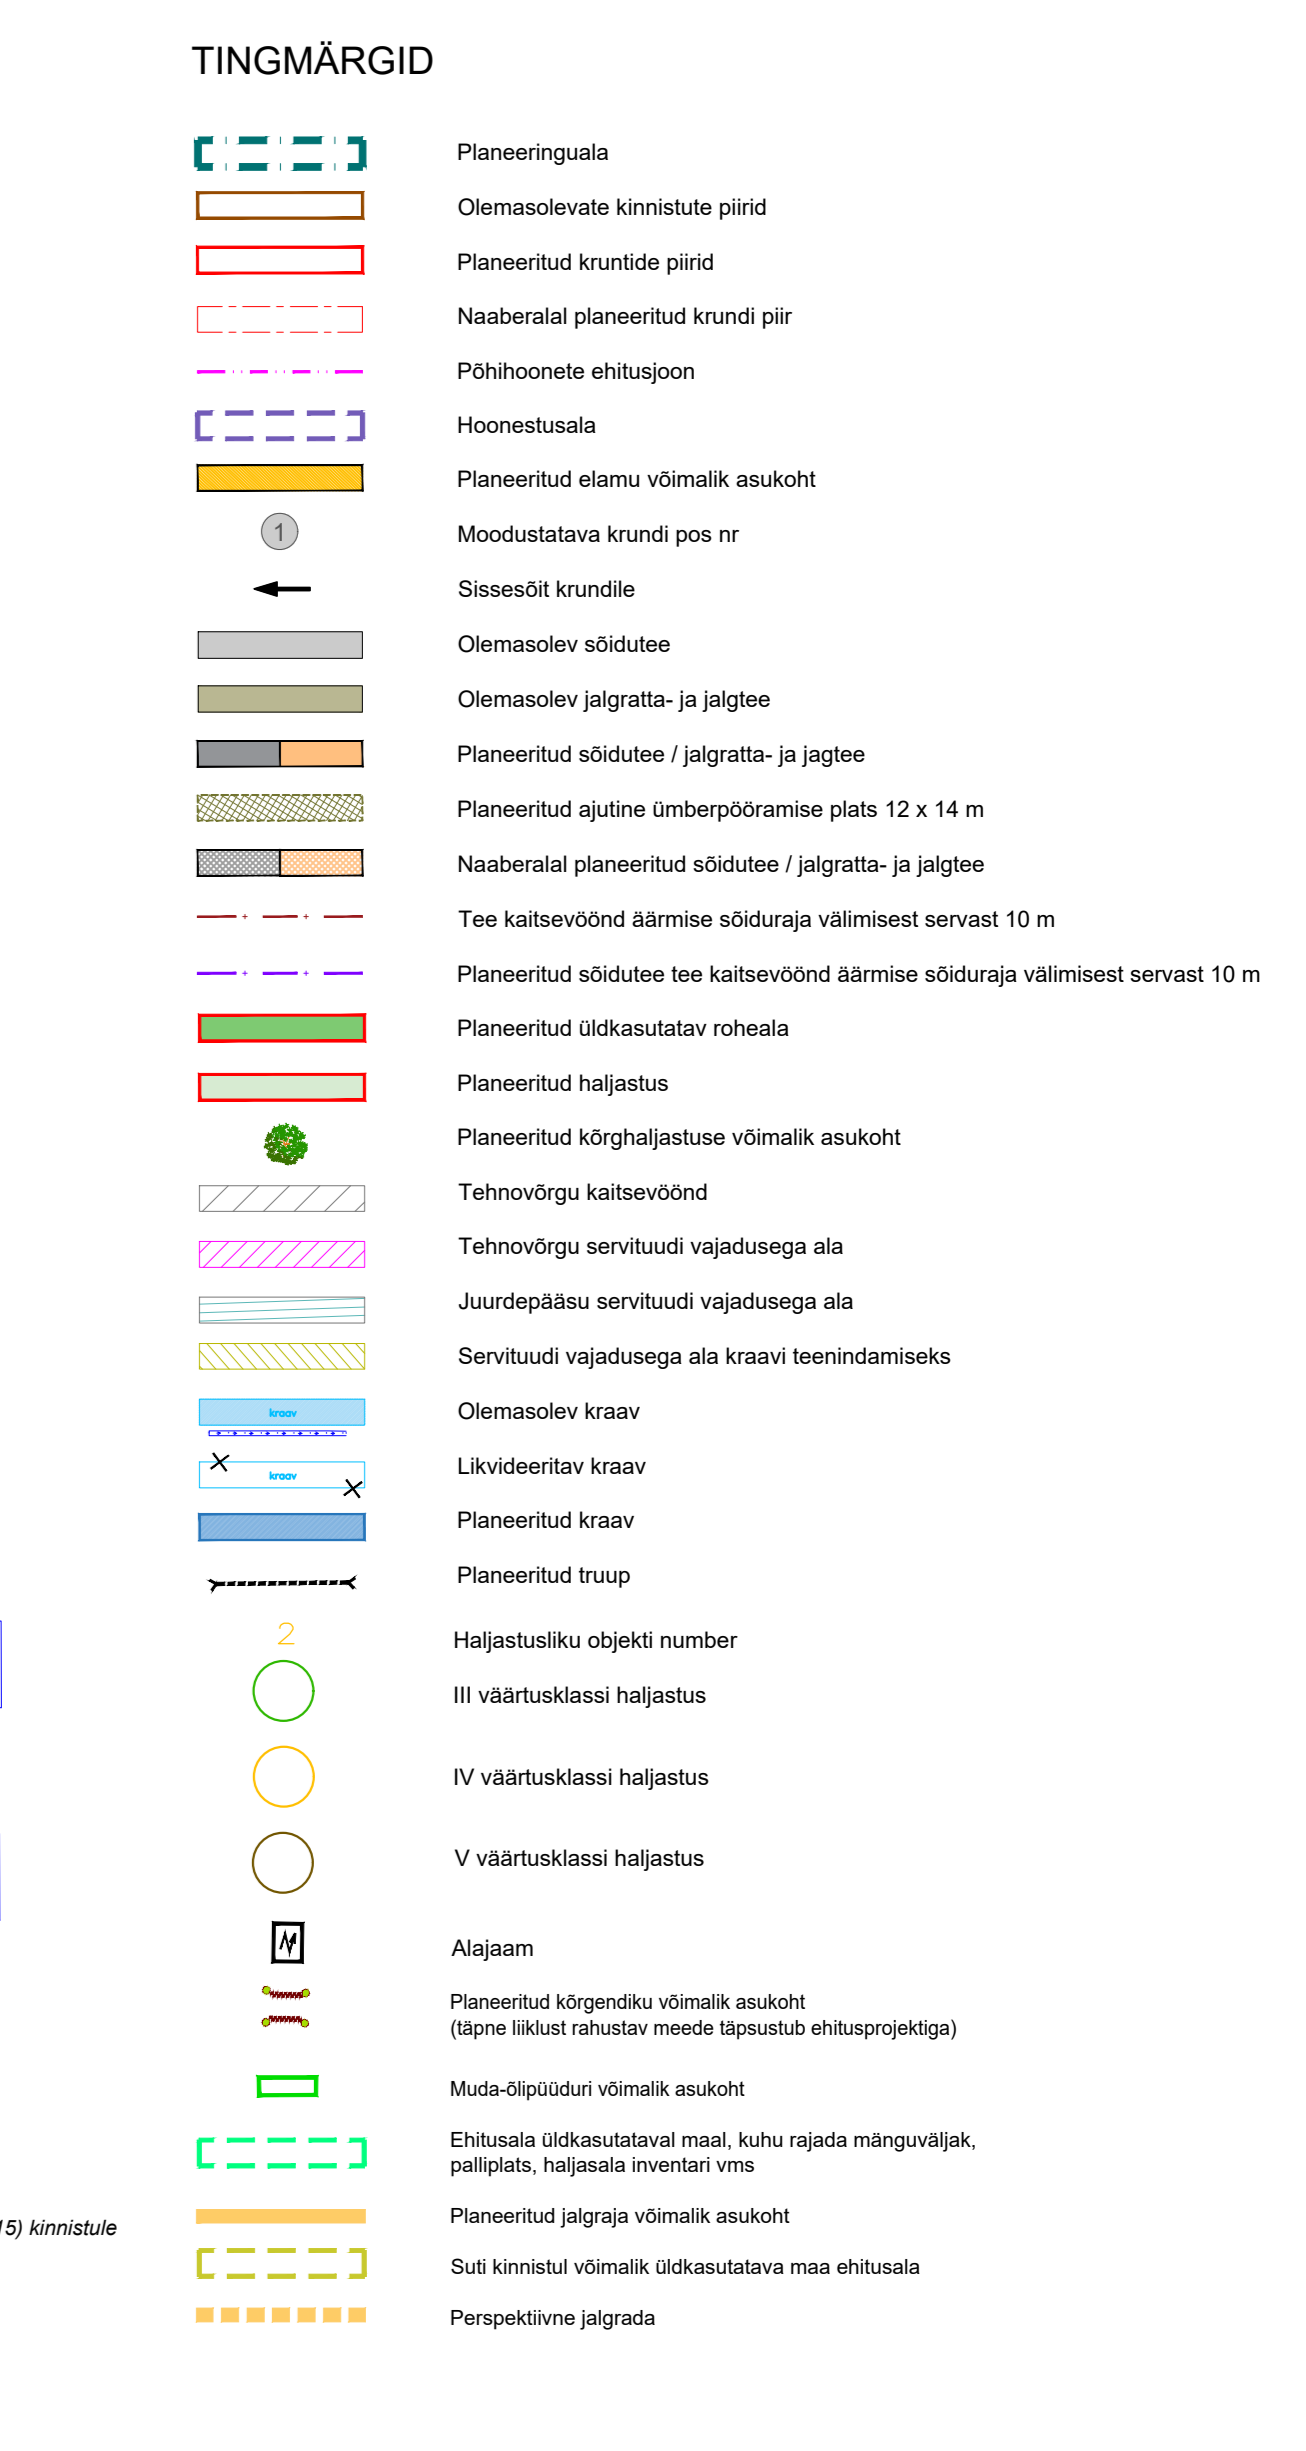 TINGMÄRGID
Planeeringuala
Olemasolevate kinnistute piirid
Planeeritud kruntide piirid
Naaberalal planeeritud krundi piir
Põhihoonete ehitusjoon
Hoonestusala
Planeeritud elamu võimalik asukoht
1 Moodustatava krundi pos nr
Sissesõit krundile
Olemasolev sõidutee
Olemasolev jalgratta- ja jalgtee
Planeeritud sõidutee / jalgratta- ja jagtee
Planeeritud ajutine ümberpööramise plats 12 x 14 m
Naaberalal planeeritud sõidutee / jalgratta- ja jalgtee
Tee kaitsevöönd äärmise sõiduraja välimisest servast 10 m
Planeeritud sõidutee tee kaitsevöönd äärmise sõiduraja välimisest servast 10 m
Planeeritud üldkasutatav roheala
Planeeritud haljastus
Planeeritud kõrghaljastuse võimalik asukoht
Tehnovõrgu kaitsevöönd
Tehnovõrgu servituudi vajadusega ala
Juurdepääsu servituudi vajadusega ala
Servituudi vajadusega ala kraavi teenindamiseks
kraav Olemasolev kraav
kraav Likvideeritav kraav
Planeeritud kraav
Planeeritud truup
2 Haljastusliku objekti number
III väärtusklassi haljastus
IV väärtusklassi haljastus
V väärtusklassi haljastus
Alajaam
Planeeritud kõrgendiku võimalik asukoht
(täpne liiklust rahustav meede täpsustub ehitusprojektiga)
Muda-õlipüüduri võimalik asukoht
Ehitusala üldkasutataval maal, kuhu rajada mänguväljak,
palliplats, haljasala inventari vms
Planeeritud jalgraja võimalik asukoht
15) kinnistule
Suti kinnistul võimalik üldkasutatava maa ehitusala
Perspektiivne jalgrada